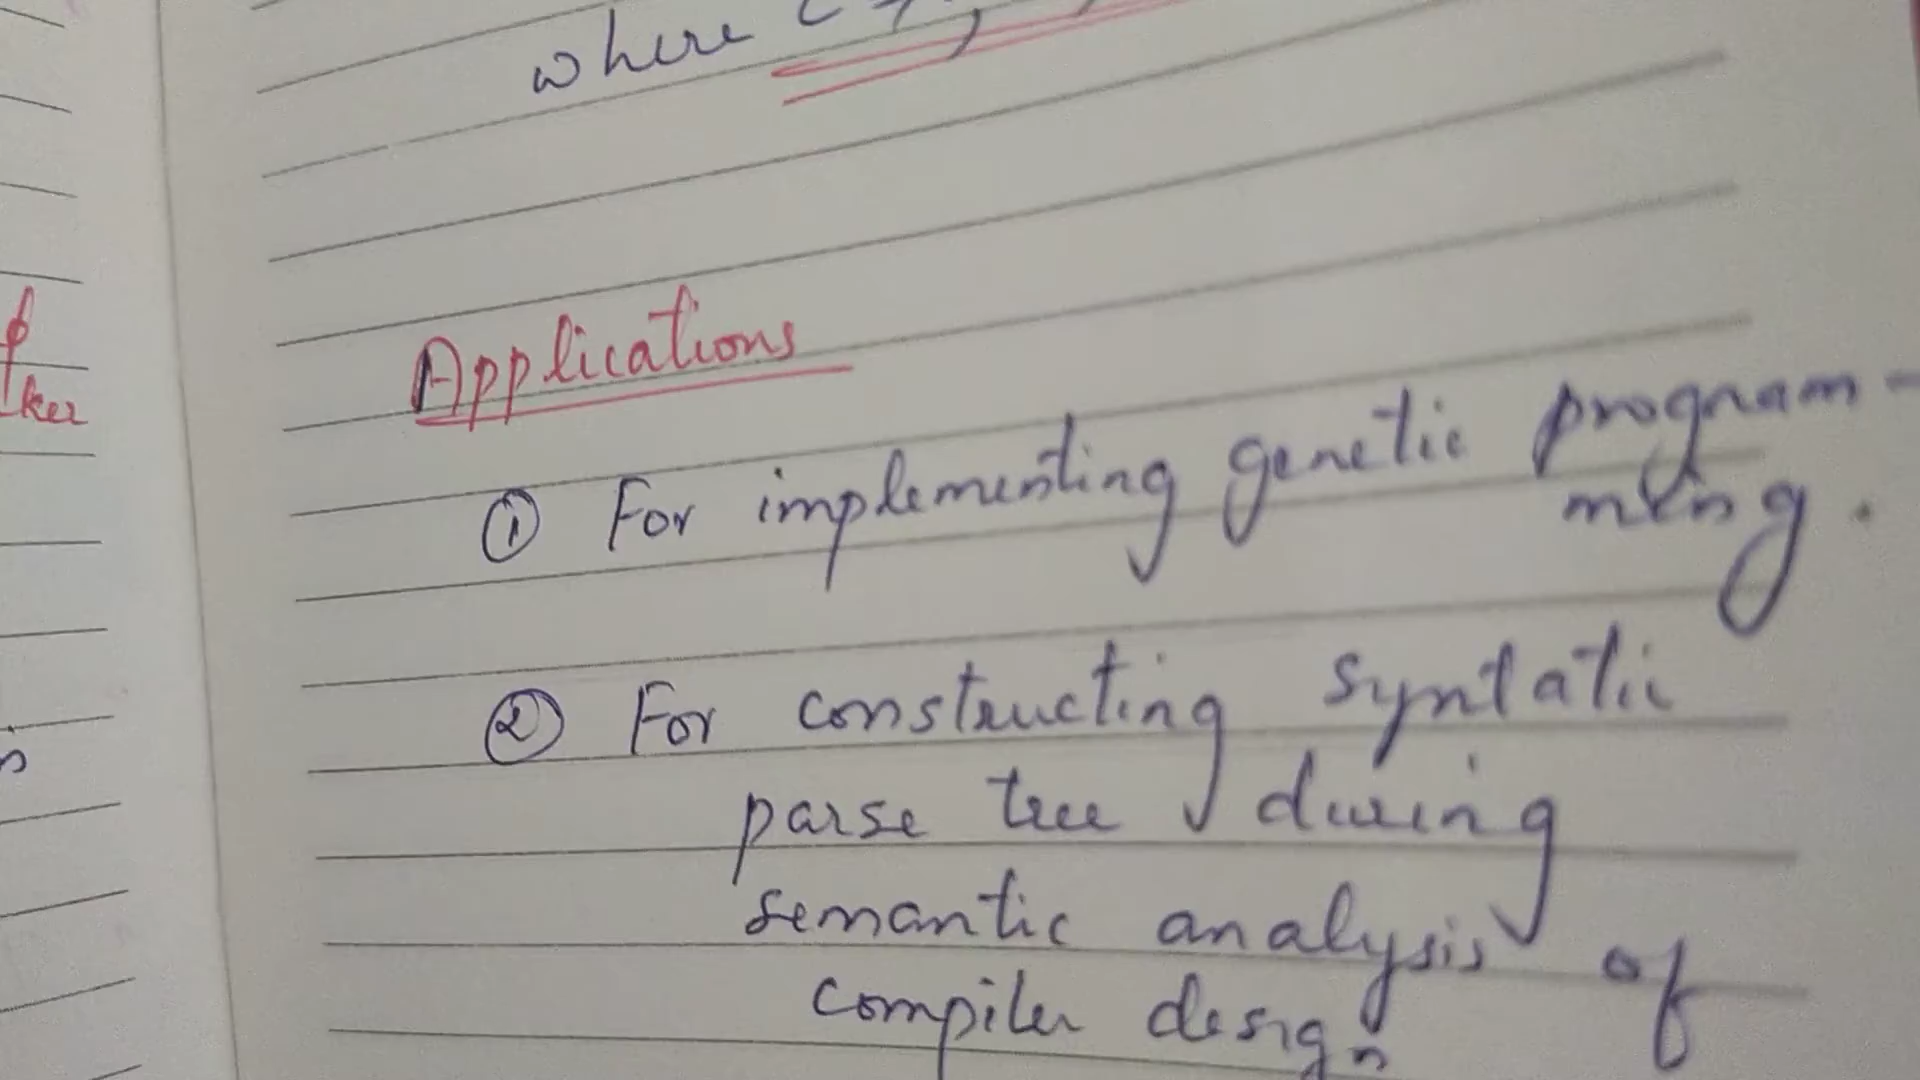 where
Applications
① For implementing genetic program-
ming.
② For constructing syntatic
parse tree during
semantic analysis of
compiler design